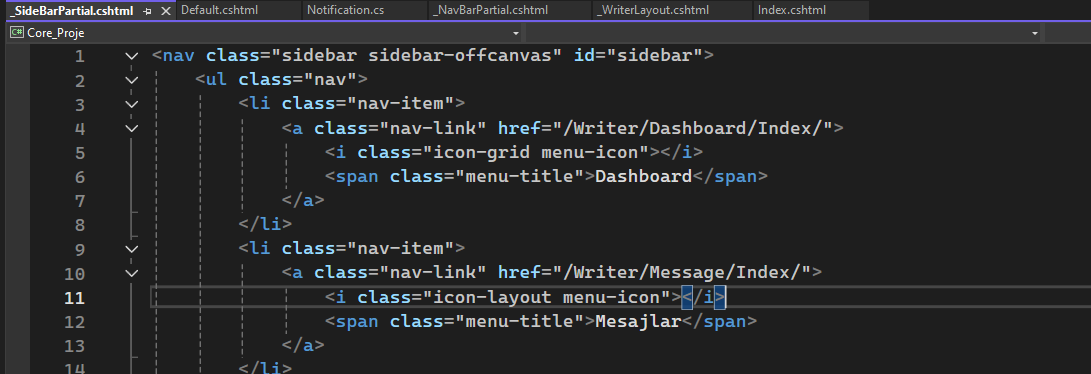 _SideBarPartial.cshtml Default.cshtml Notification.cs _NavBarPartial.cshtml _WriterLayout.cshtml Index.cshtml
C# Core_Proje
1 <nav class="sidebar sidebar-offcanvas" id="sidebar">
2 <ul class="nav">
3 <li class="nav-item">
4 <a class="nav-link" href="/Writer/Dashboard/Index/">
5 <i class="icon-grid menu-icon"></i>
6 <span class="menu-title">Dashboard</span>
7 </a>
8 </li>
9 <li class="nav-item">
10 <a class="nav-link" href="/Writer/Message/Index/">
11 <i class="icon-layout menu-icon"></i>
12 <span class="menu-title">Mesajlar</span>
13 </a>
14 </li>